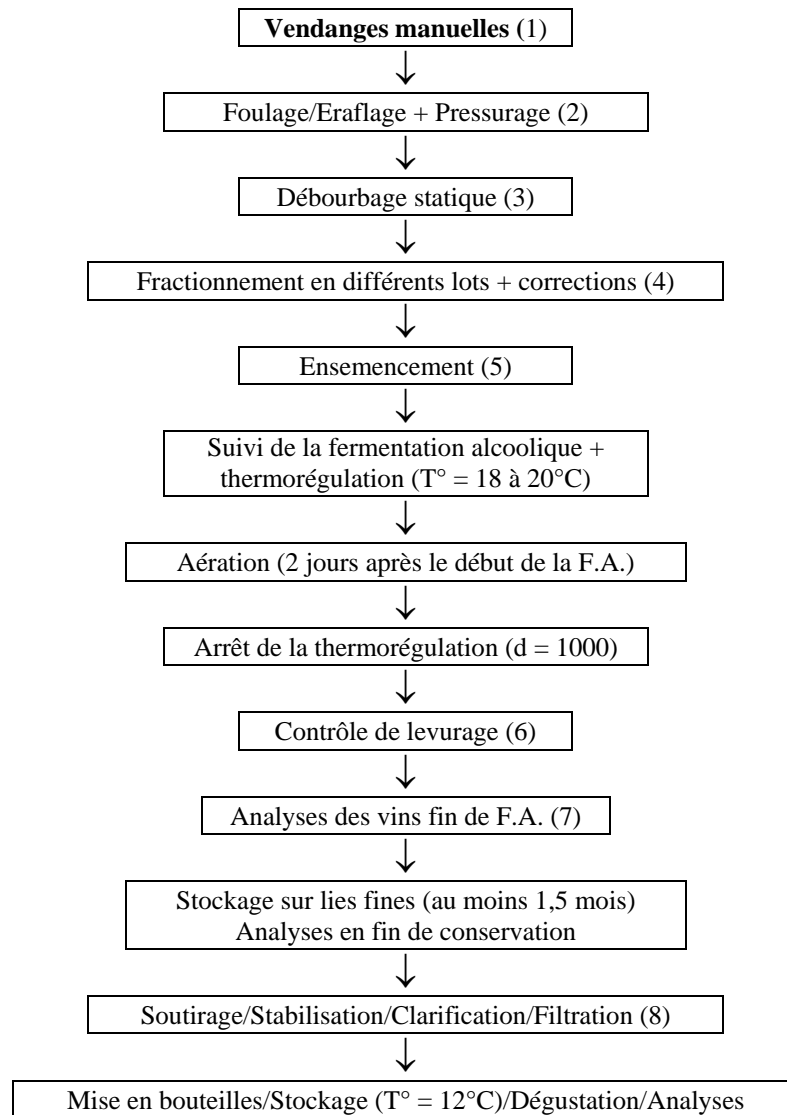 Vendanges manuelles (1)
Foulage/Eraflage + Pressurage (2)
Débourbage statique (3)
Fractionnement en différents lots + corrections (4)
Ensemencement (5)
Suivi de la fermentation alcoolique +
thermorégulation (T° = 18 à 20°C)
Aération (2 jours après le début de la F.A.)
Arrêt de la thermorégulation (d = 1000)
Contrôle de levurage (6)
Analyses des vins fin de F.A. (7)
Stockage sur lies fines (au moins 1,5 mois)
Analyses en fin de conservation
Soutirage/Stabilisation/Clarification/Filtration (8)
Mise en bouteilles/Stockage (T° = 12°C)/Dégustation/Analyses